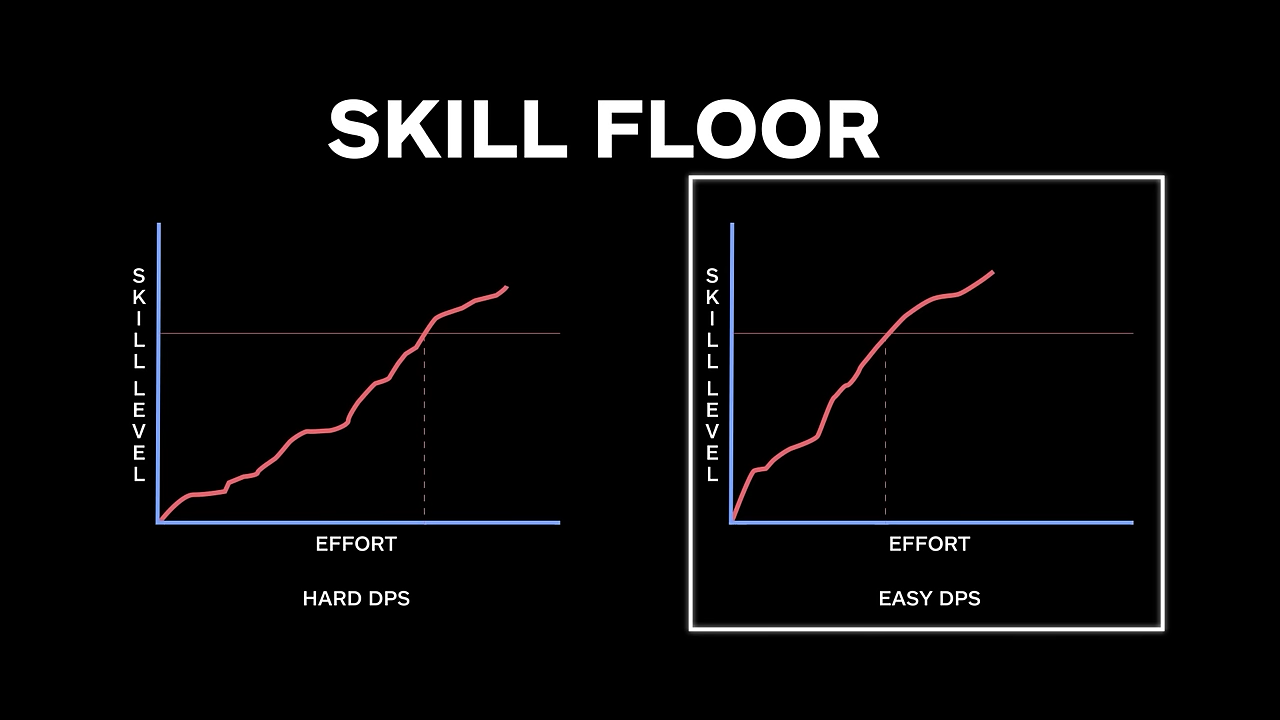 SKILL FLOOR
SKILL LEVEL
EFFORT
HARD DPS
SKILL LEVEL
EFFORT
EASY DPS